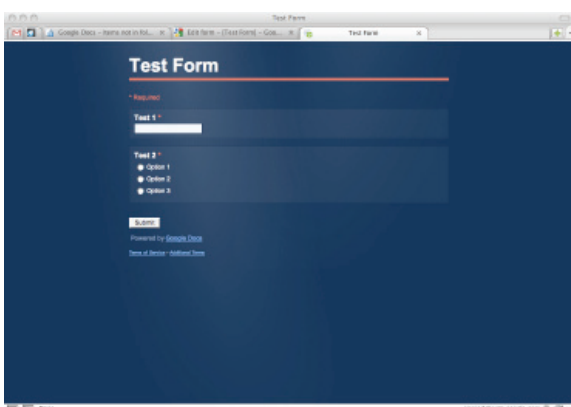 Test Form
Google Docs - Items not in fol... Edit form - [Test Form] - Goo... Test Form
Test Form
* Required
Test 1 *
Test 2 *
Option 1
Option 2
Option 3
Submit
Powered by Google Docs
Terms of Service - Additional Terms